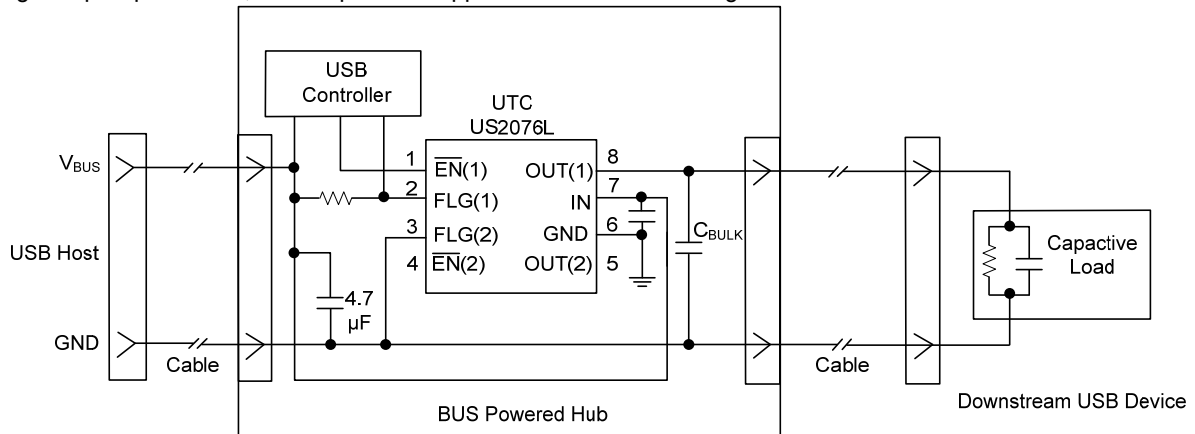 USB
Controller
UTC
US2076L
V_BUS
1
E̅N̅(1)
OUT(1)
8
2
FLG(1)
IN
7
3
FLG(2)
GND
6
4
E̅N̅(2)
OUT(2)
5
C_BULK
USB Host
4.7
µF
GND
Cable
Cable
Capactive
Load
BUS Powered Hub
Downstream USB Device